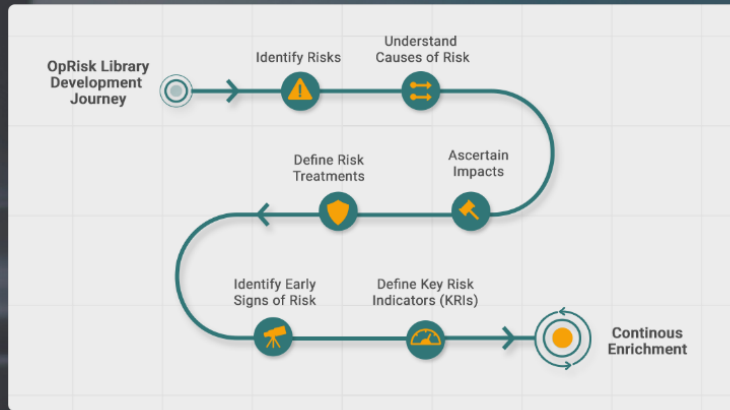 OpRisk Library
Development
Journey
Identify Risks
Understand
Causes of Risk
Ascertain
Impacts
Define Risk
Treatments
Identify Early
Signs of Risk
Define Key Risk
Indicators (KRIs)
Continous
Enrichment